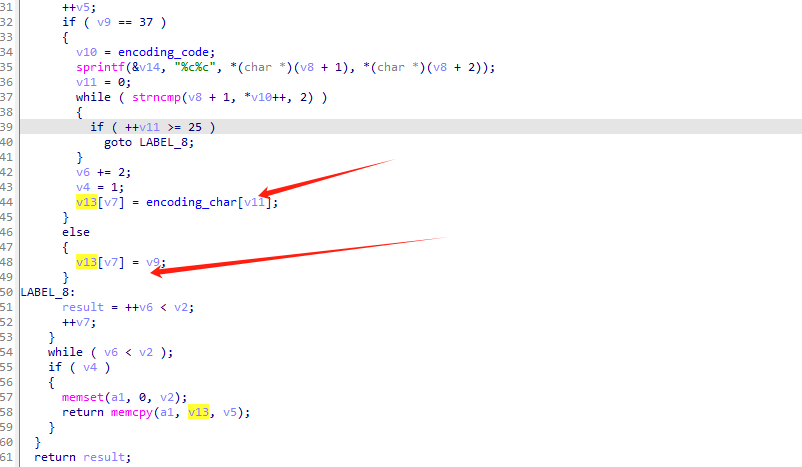 31 ++v5;
32 if ( v9 == 37 )
33 {
34 v10 = encoding_code;
35 sprintf(&v14, "%c%c", *(char *)(v8 + 1), *(char *)(v8 + 2));
36 v11 = 0;
37 while ( strncmp(v8 + 1, *v10++, 2) )
38 {
39 if ( ++v11 >= 25 )
40 goto LABEL_8;
41 }
42 v6 += 2;
43 v4 = 1;
44 v13[v7] = encoding_char[v11];
45 }
46 else
47 {
48 v13[v7] = v9;
49 }
50 LABEL_8:
51 result = ++v6 < v2;
52 ++v7;
53 }
54 while ( v6 < v2 );
55 if ( v4 )
56 {
57 memset(a1, 0, v2);
58 return memcpy(a1, v13, v5);
59 }
60 }
61 return result;